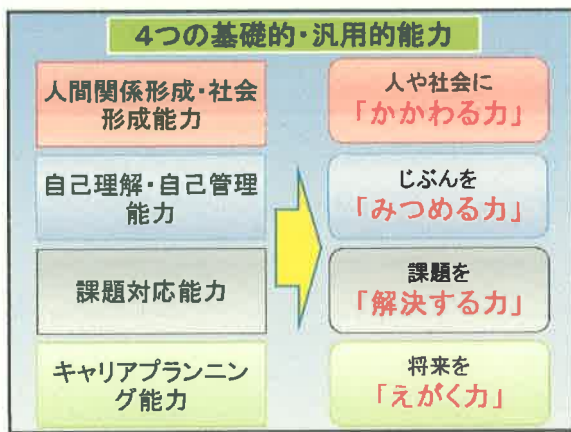 4つの基礎的・汎用的能力
人間関係形成・社会
形成能力
人や社会に
「かかわる力」
自己理解・自己管理
能力
じぶんを
「みつめる力」
課題対応能力
課題を
「解決する力」
キャリアプランニン
グ能力
将来を
「えがく力」